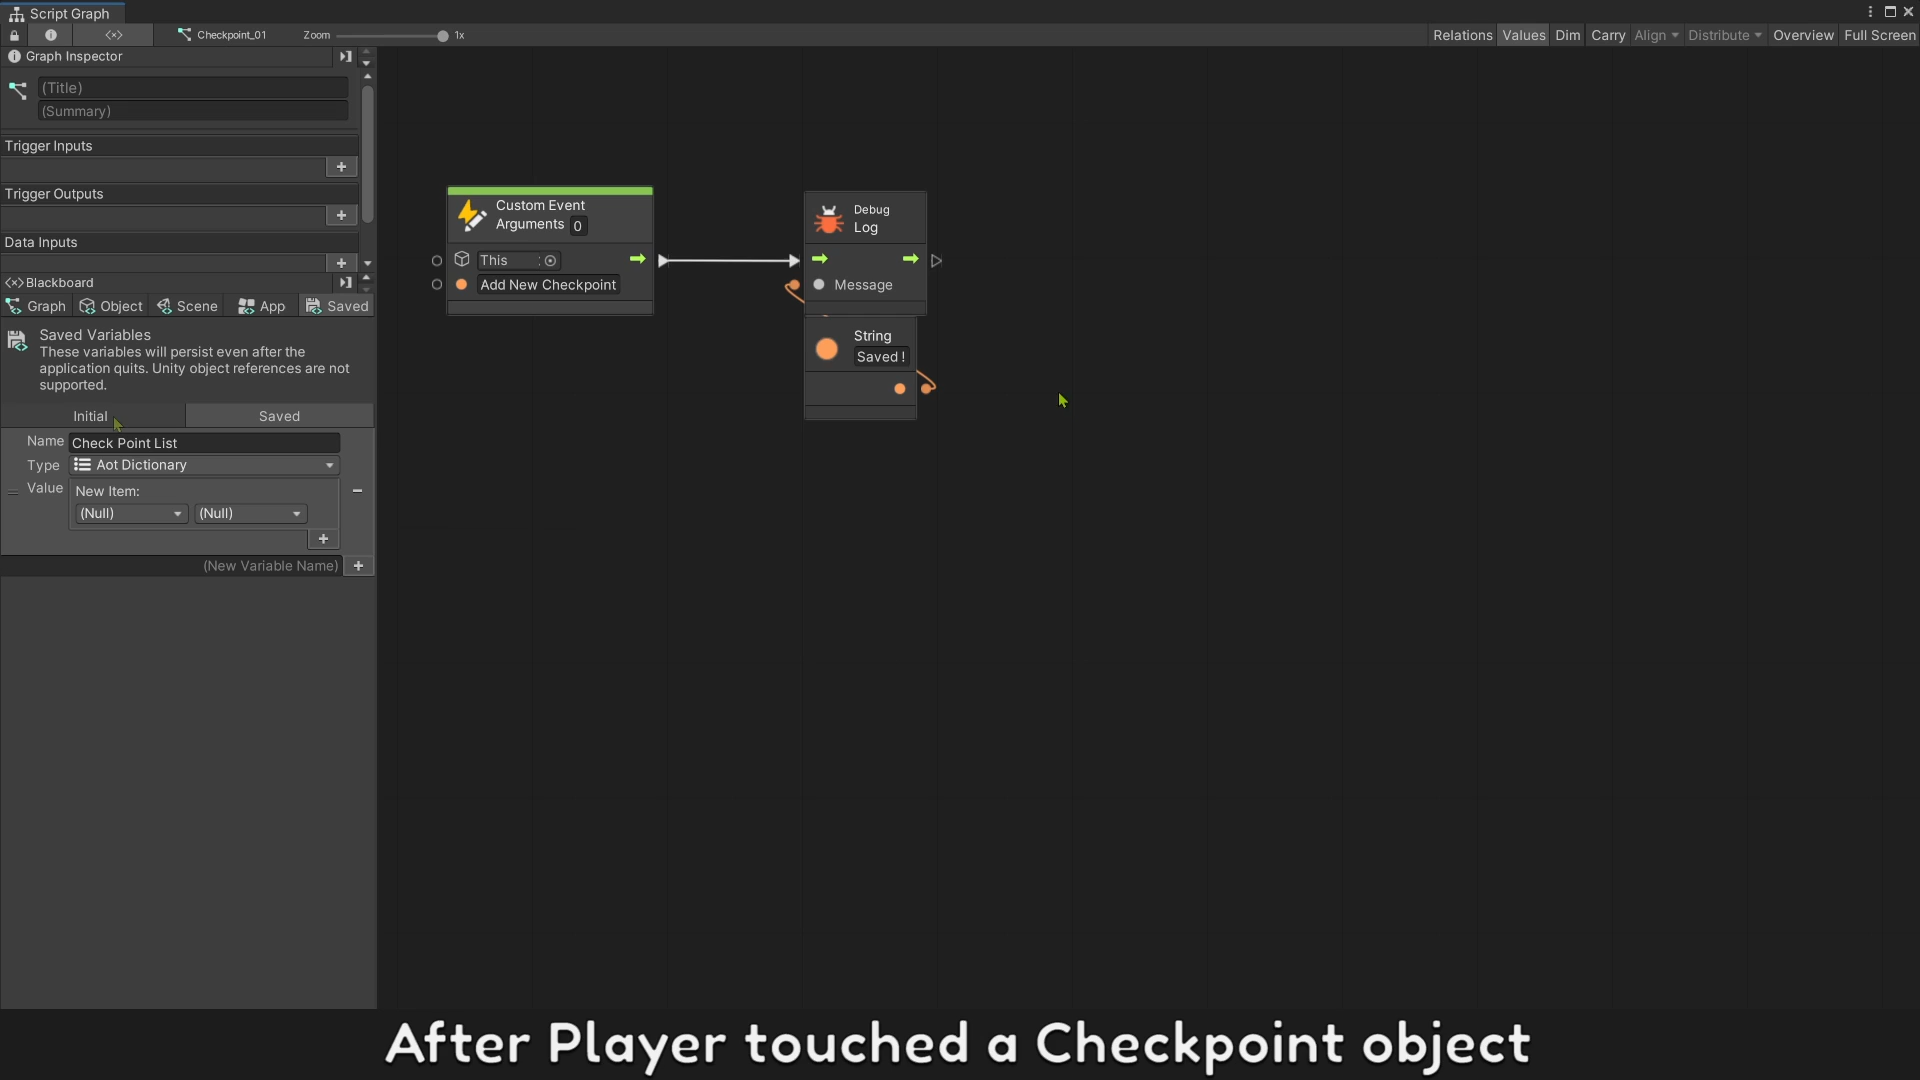 Script Graph
Checkpoint_01
Zoom
1x
Relations
Values
Dim
Carry
Align
Distribute
Overview
Full Screen
Graph Inspector
(Title)
(Summary)
Trigger Inputs
Trigger Outputs
Data Inputs
<×> Blackboard
Graph
Object
Scene
App
Saved
Saved Variables
These variables will persist even after the
application quits. Unity object references are not
supported.
Initial
Saved
Name
Check Point List
Type
Aot Dictionary
Value
New Item:
(Null)
(Null)
(New Variable Name)
Custom Event
Arguments 0
This
Add New Checkpoint
Debug
Log
Message
String
Saved !
After Player touched a Checkpoint object